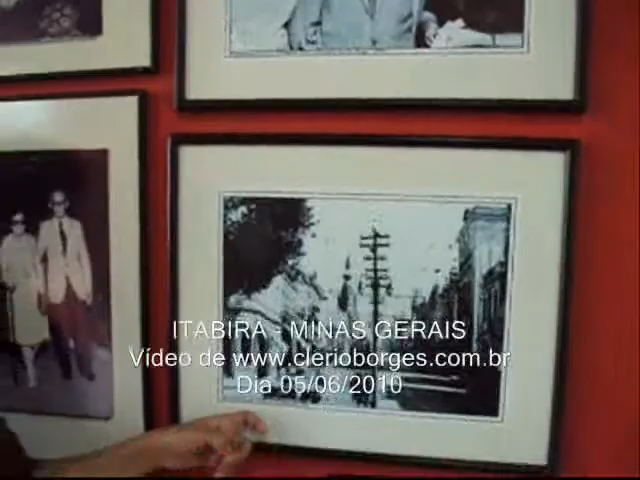 ITABIRA - MINAS GERAIS
Vídeo de www.clerioborges.com.br
Dia 05/06/2010